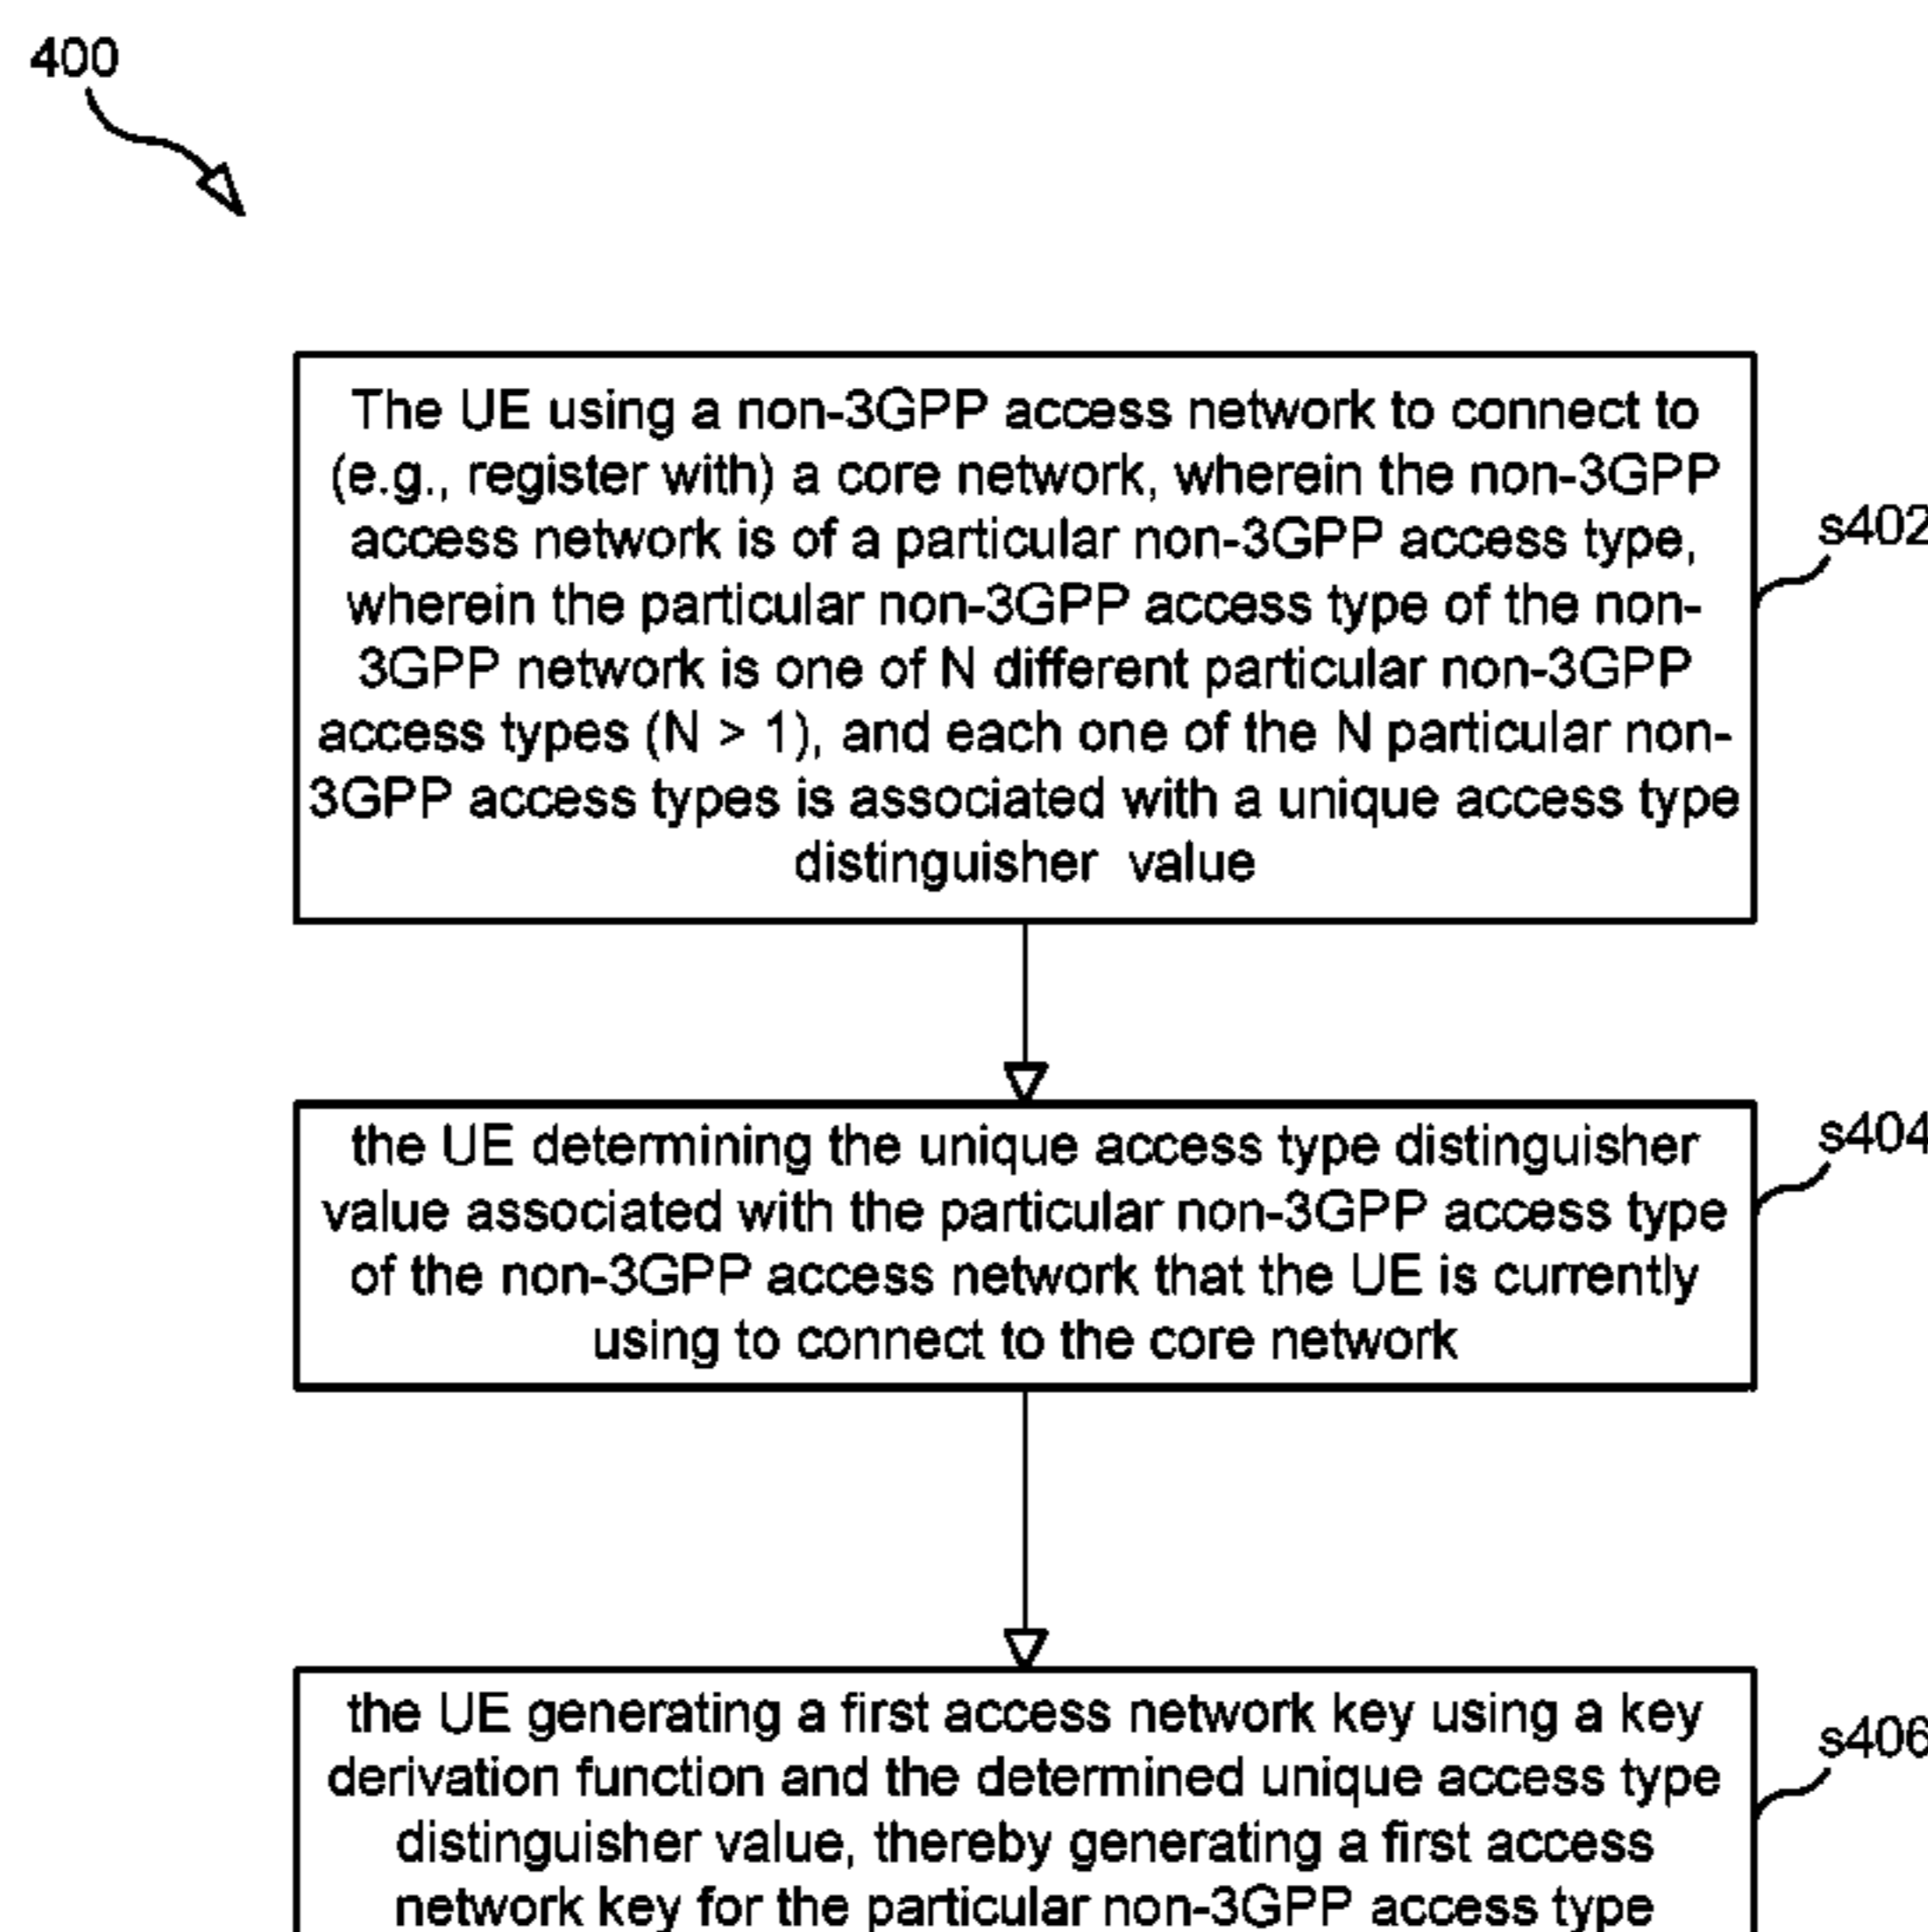 400
The UE using a non-3GPP access network to connect to
(e.g., register with) a core network, wherein the non-3GPP
access network is of a particular non-3GPP access type,
wherein the particular non-3GPP access type of the non-
3GPP network is one of N different particular non-3GPP
access types (N > 1), and each one of the N particular non-
3GPP access types is associated with a unique access type
distinguisher value
s402
the UE determining the unique access type distinguisher
value associated with the particular non-3GPP access type
of the non-3GPP access network that the UE is currently
using to connect to the core network
s404
the UE generating a first access network key using a key
derivation function and the determined unique access type
distinguisher value, thereby generating a first access
network key for the particular non-3GPP access type
s406